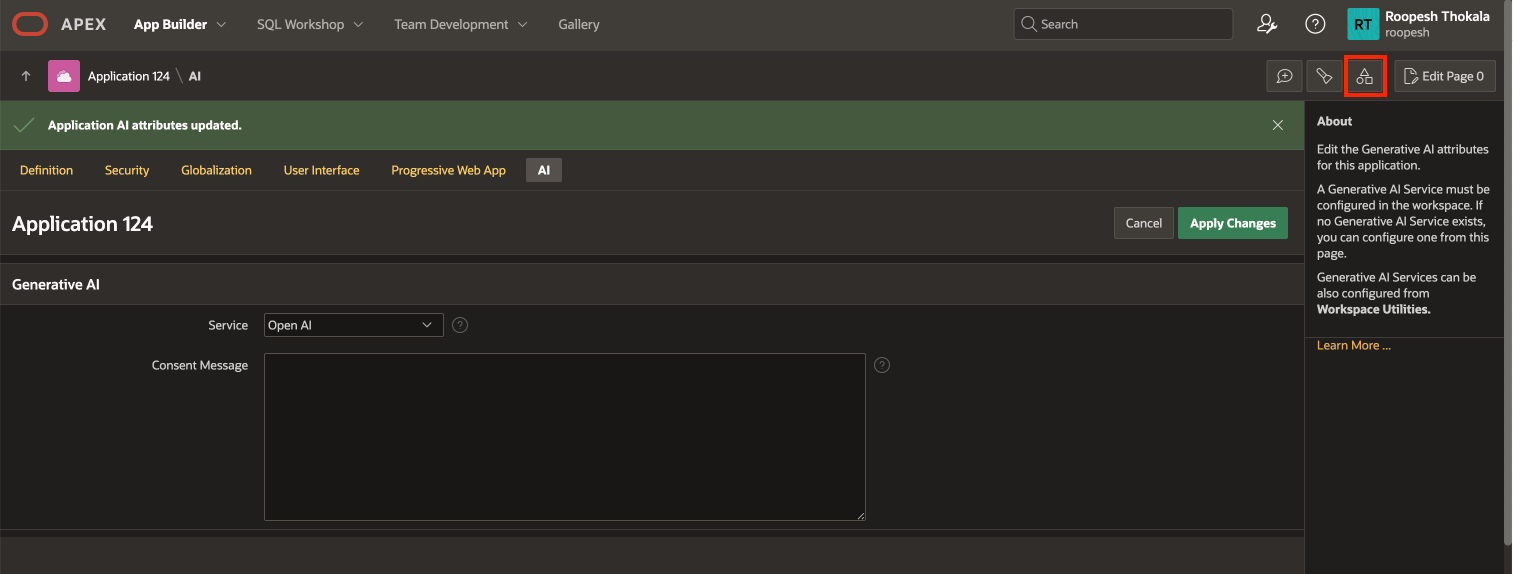 APEX App Builder SQL Workshop Team Development Gallery Search ? RT Roopesh Thokala
roopesh
Application 124 \ AI Edit Page 0
Application AI attributes updated.
Definition Security Globalization User Interface Progressive Web App AI
Application 124 Cancel Apply Changes
Generative AI
Service Open AI ?
Consent Message ?
About
Edit the Generative AI attributes
for this application.
A Generative AI Service must be
configured in the workspace. If
no Generative AI Service exists,
you can configure one from this
page.
Generative AI Services can be
also configured from
Workspace Utilities.
Learn More ...